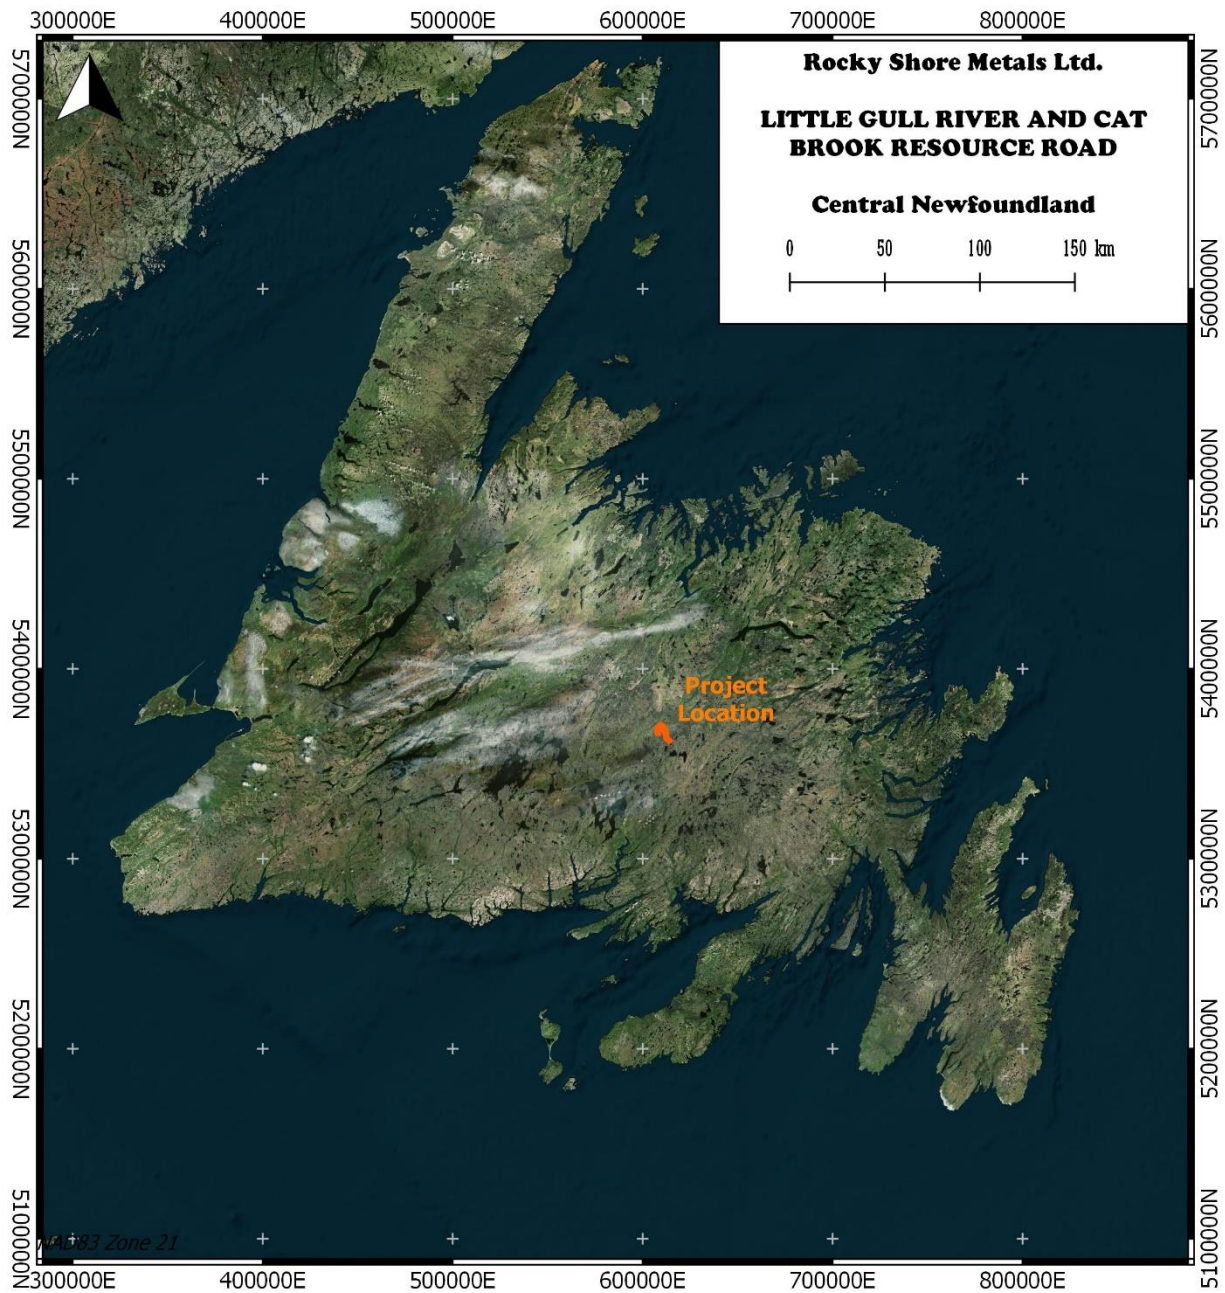 300000E 400000E 500000E 600000E 700000E 800000E
Rocky Shore Metals Ltd.
LITTLE GULL RIVER AND CAT
BROOK RESOURCE ROAD
Central Newfoundland
0 50 100 150 km
5700000N
5600000N
5500000N
5400000N
5300000N
5200000N
5100000N
Project
Location
5700000N
5600000N
5500000N
5400000N
5300000N
5200000N
5100000N
NAD83 Zone 21
300000E 400000E 500000E 600000E 700000E 800000E